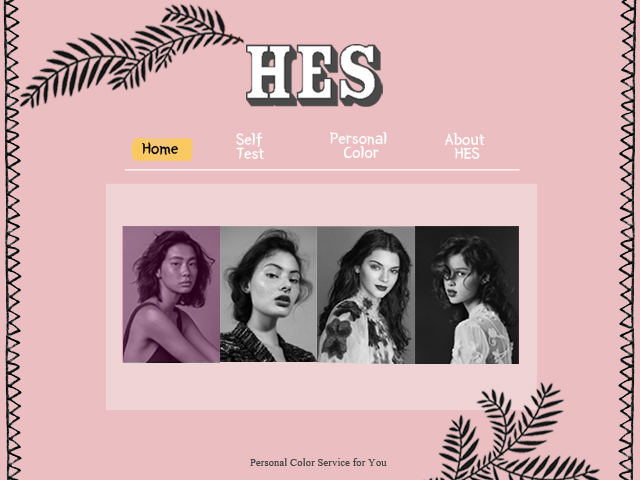 HES
Home
Self
Test
Personal
Color
About
HES
Personal Color Service for You